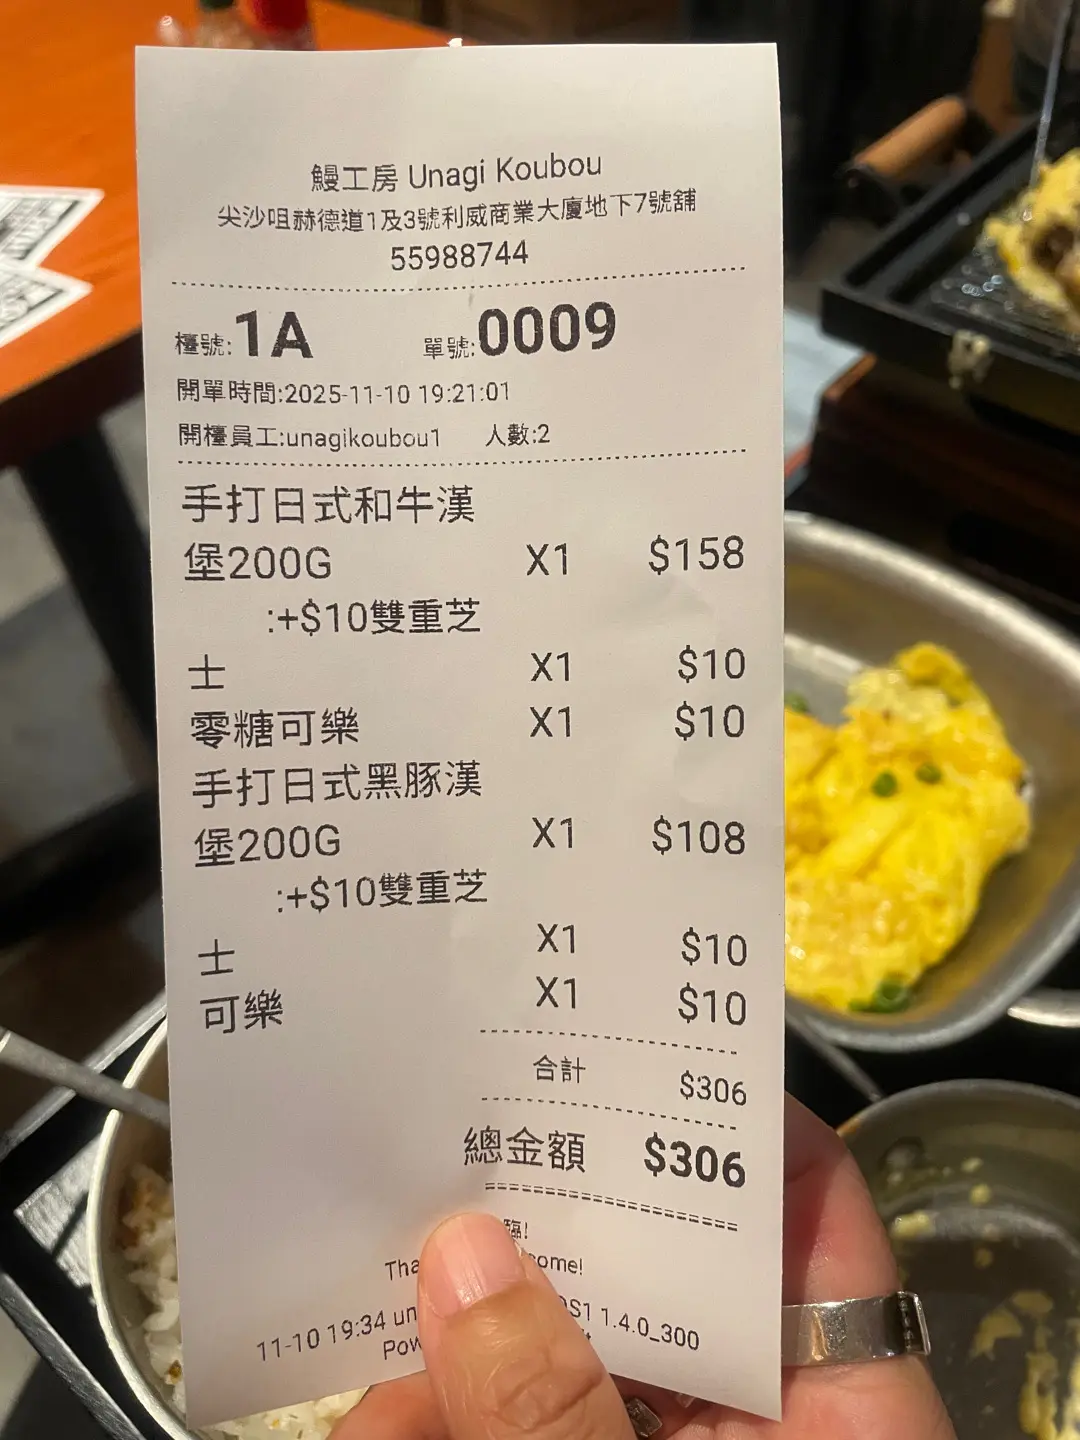 鰻工房 Unagi Koubou
尖沙咀赫德道1及3號利威商業大廈地下7號舖
55988744
檯號:1A 單號:0009
開單時間:2025-11-10 19:21:01
開檯員工:unagikoubou1 人數:2
手打日式和牛漢
堡200G X1 $158
:+$10雙重芝
士 X1 $10
零糖可樂 X1 $10
手打日式黑豚漢
堡200G X1 $108
:+$10雙重芝
士 X1 $10
可樂 X1 $10
合計 $306
總金額 $306
臨!
Tha ome!
11-10 19:34 un OS1 1.4.0_300
Pow